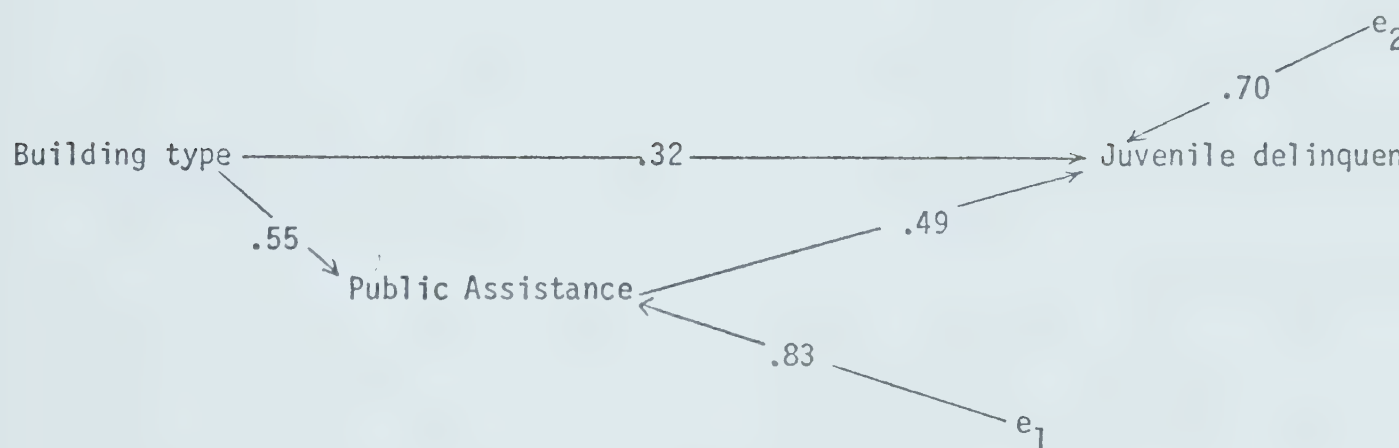 e2
.70
Building type .32 Juvenile delinquen
.55
.49
Public Assistance
.83
e1